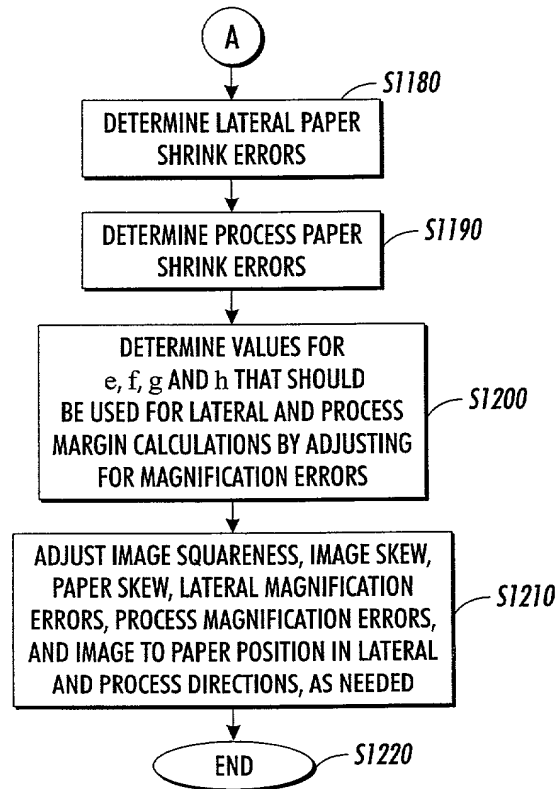 A
S1180
DETERMINE LATERAL PAPER
SHRINK ERRORS
S1190
DETERMINE PROCESS PAPER
SHRINK ERRORS
DETERMINE VALUES FOR
e, f, g AND h THAT SHOULD
BE USED FOR LATERAL AND PROCESS
MARGIN CALCULATIONS BY ADJUSTING
FOR MAGNIFICATION ERRORS
S1200
ADJUST IMAGE SQUARENESS, IMAGE SKEW,
PAPER SKEW, LATERAL MAGNIFICATION
ERRORS, PROCESS MAGNIFICATION ERRORS,
AND IMAGE TO PAPER POSITION IN LATERAL
AND PROCESS DIRECTIONS, AS NEEDED
S1210
END
S1220